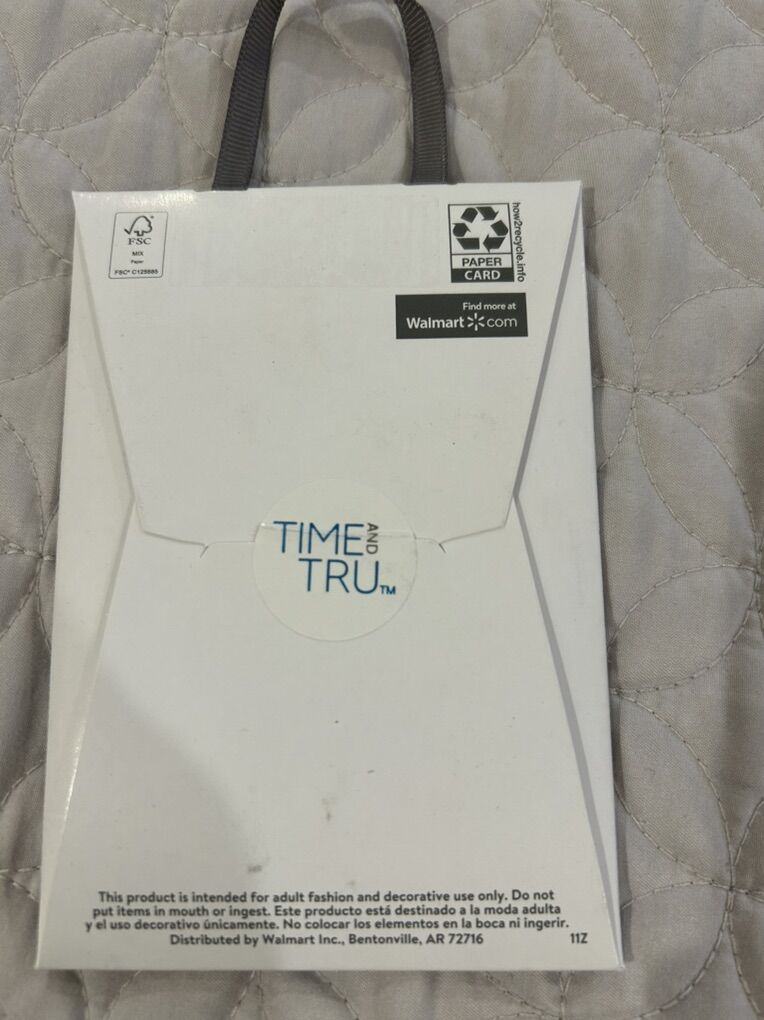 FSC
MIX
Paper
FSC® C125885
PAPER
CARD
how2recycle.info
Find more at
Walmart com
TIME AND
TRU™
This product is intended for adult fashion and decorative use only. Do not
put items in mouth or ingest. Este producto está destinado a la moda adulta
y el uso decorativo únicamente. No colocar los elementos en la boca ni ingerir.
Distributed by Walmart Inc., Bentonville, AR 72716 11Z